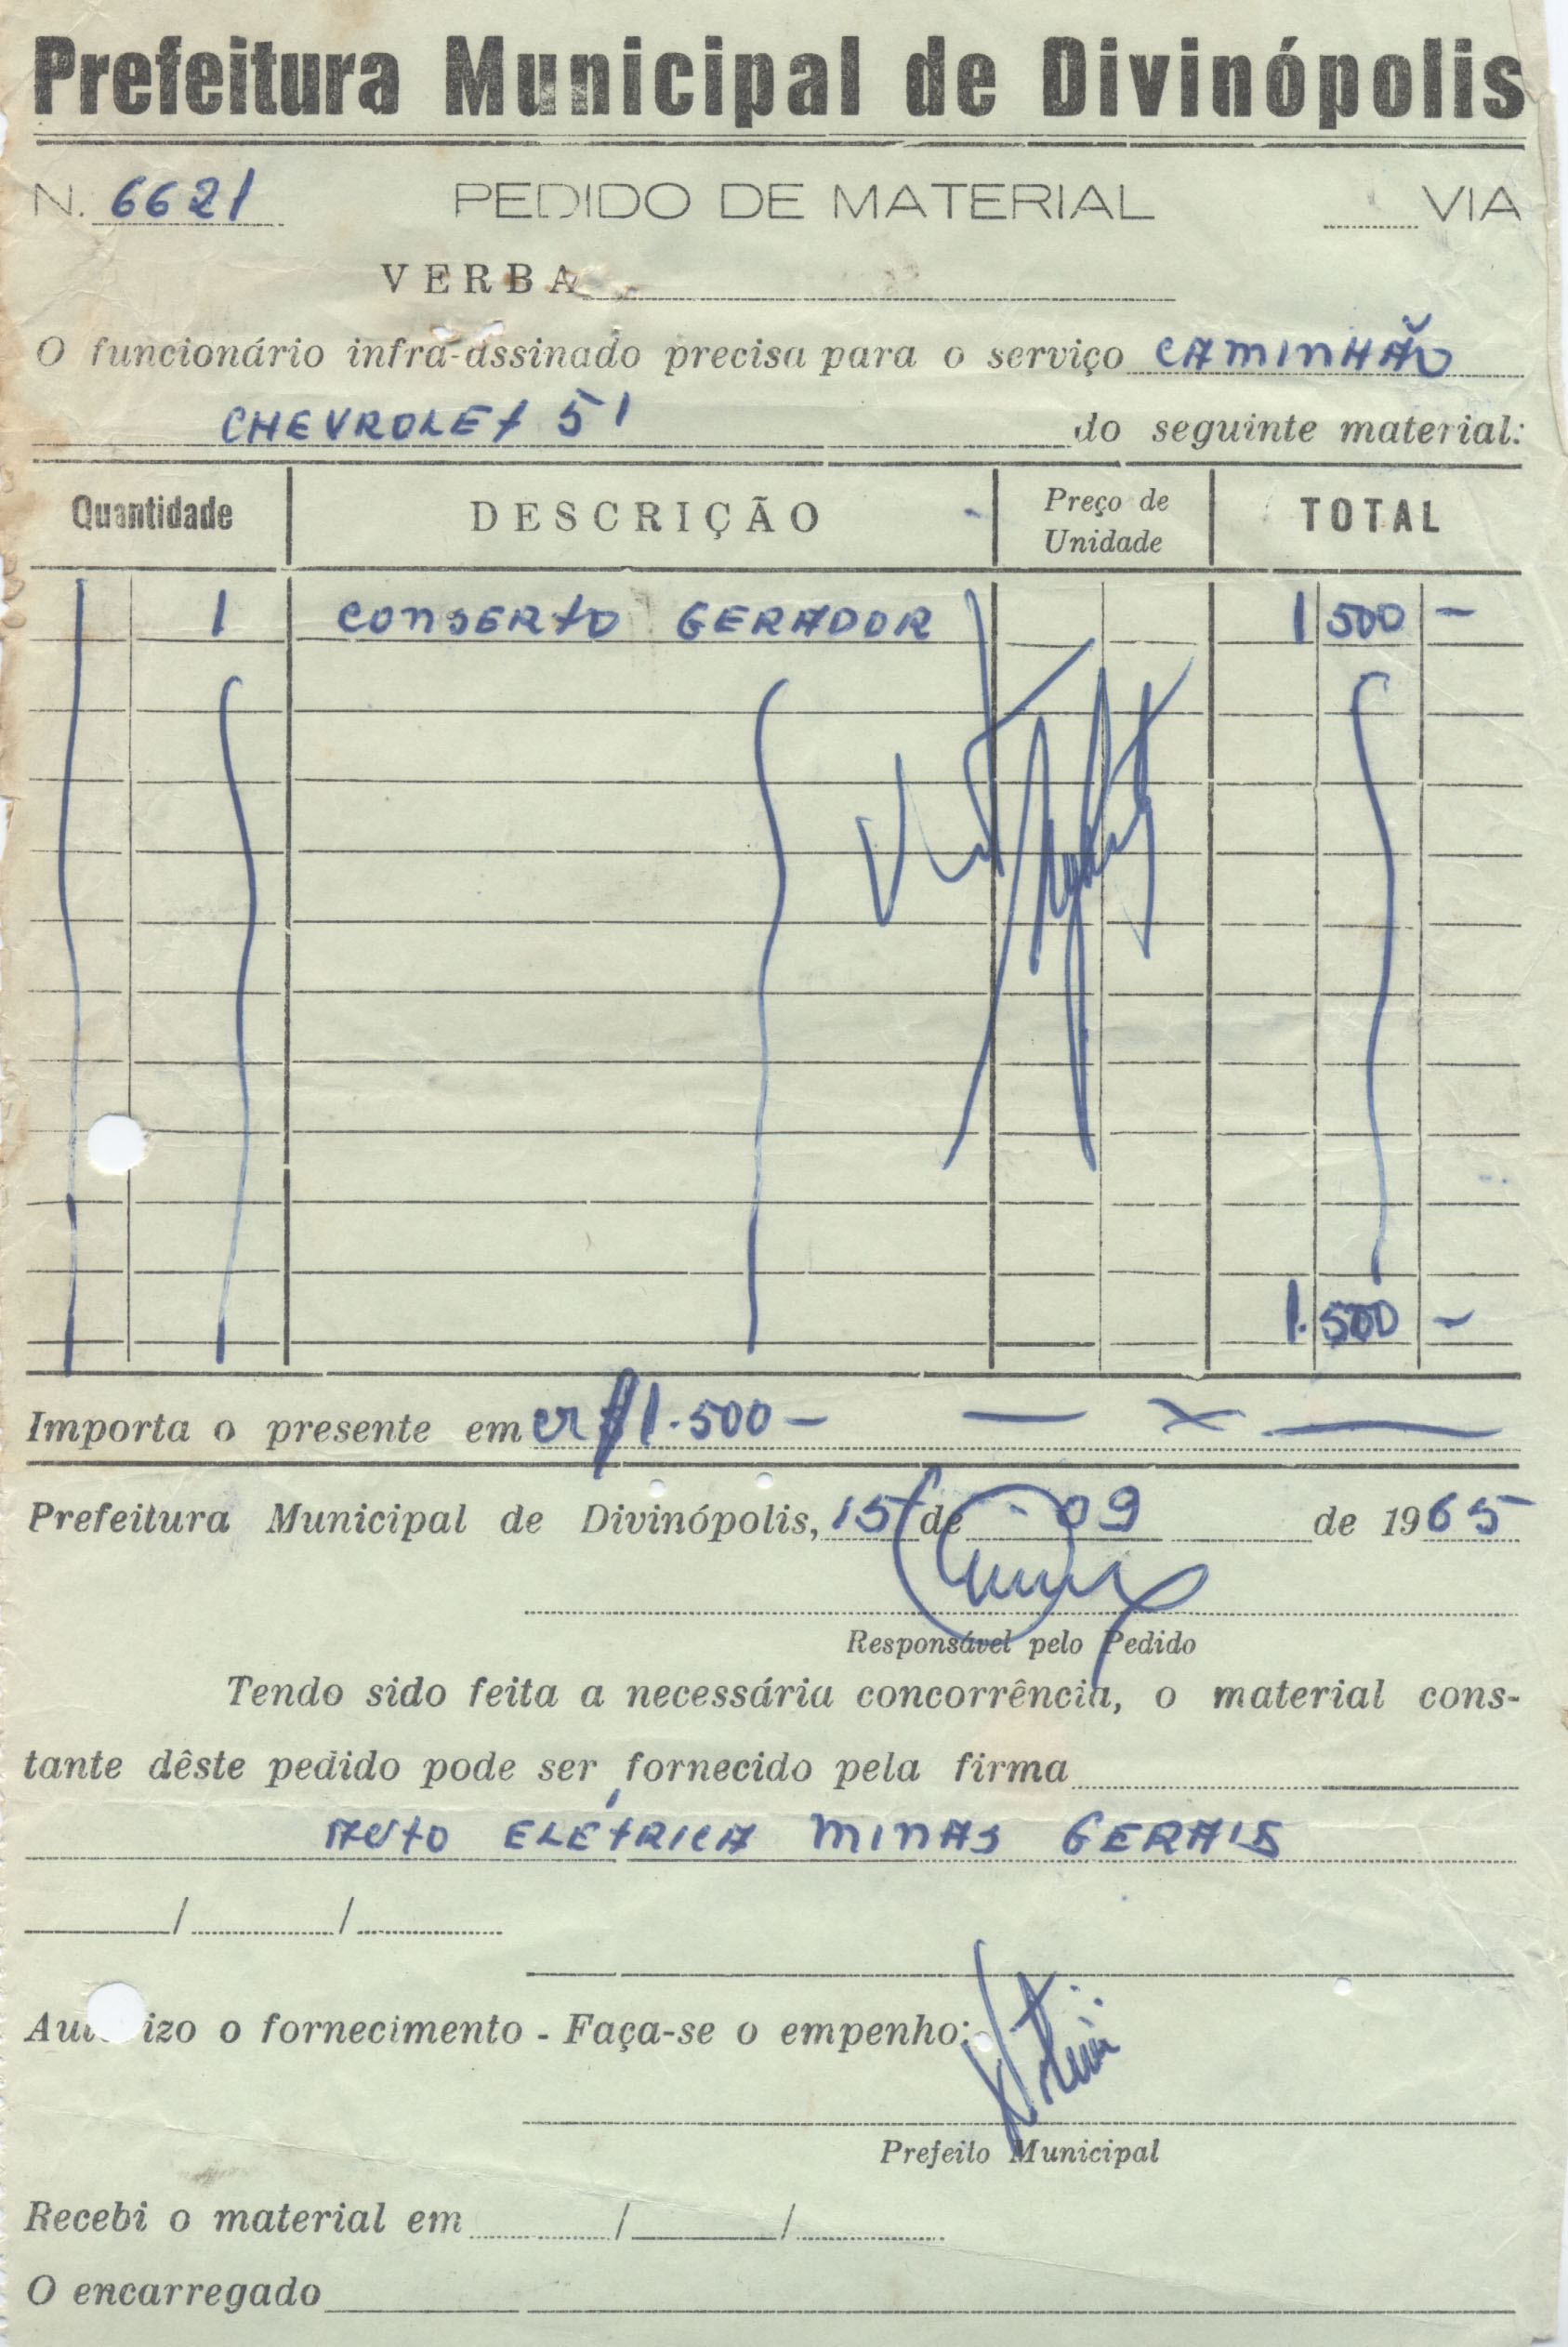 Prefeitura Municipal de Divinópolis
N. 6621 PEDIDO DE MATERIAL VIA
VERBA
O funcionário infra-assinado precisa para o serviço CAMINHÃO
CHEVROLET 51 do seguinte material:
Quantidade DESCRIÇÃO Preço de Unidade TOTAL
1 CONSERTO GERADOR 1 500 -
1.500 -
Importa o presente em Cr$ 1.500 - — x —
Prefeitura Municipal de Divinópolis, 15 de 09 de 1965
Responsável pelo Pedido
Tendo sido feita a necessária concorrência, o material cons-
tante dêste pedido pode ser fornecido pela firma
AUTO ELÉTRICA MINAS GERAIS
/ /
Autorizo o fornecimento - Faça-se o empenho:
Prefeito Municipal
Recebi o material em / /
O encarregado